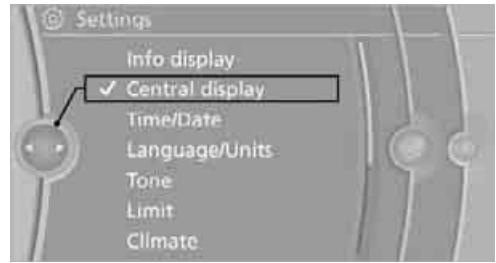 Settings
Info display
✓ Central display
Time/Date
Language/Units
Tone
Limit
Climate